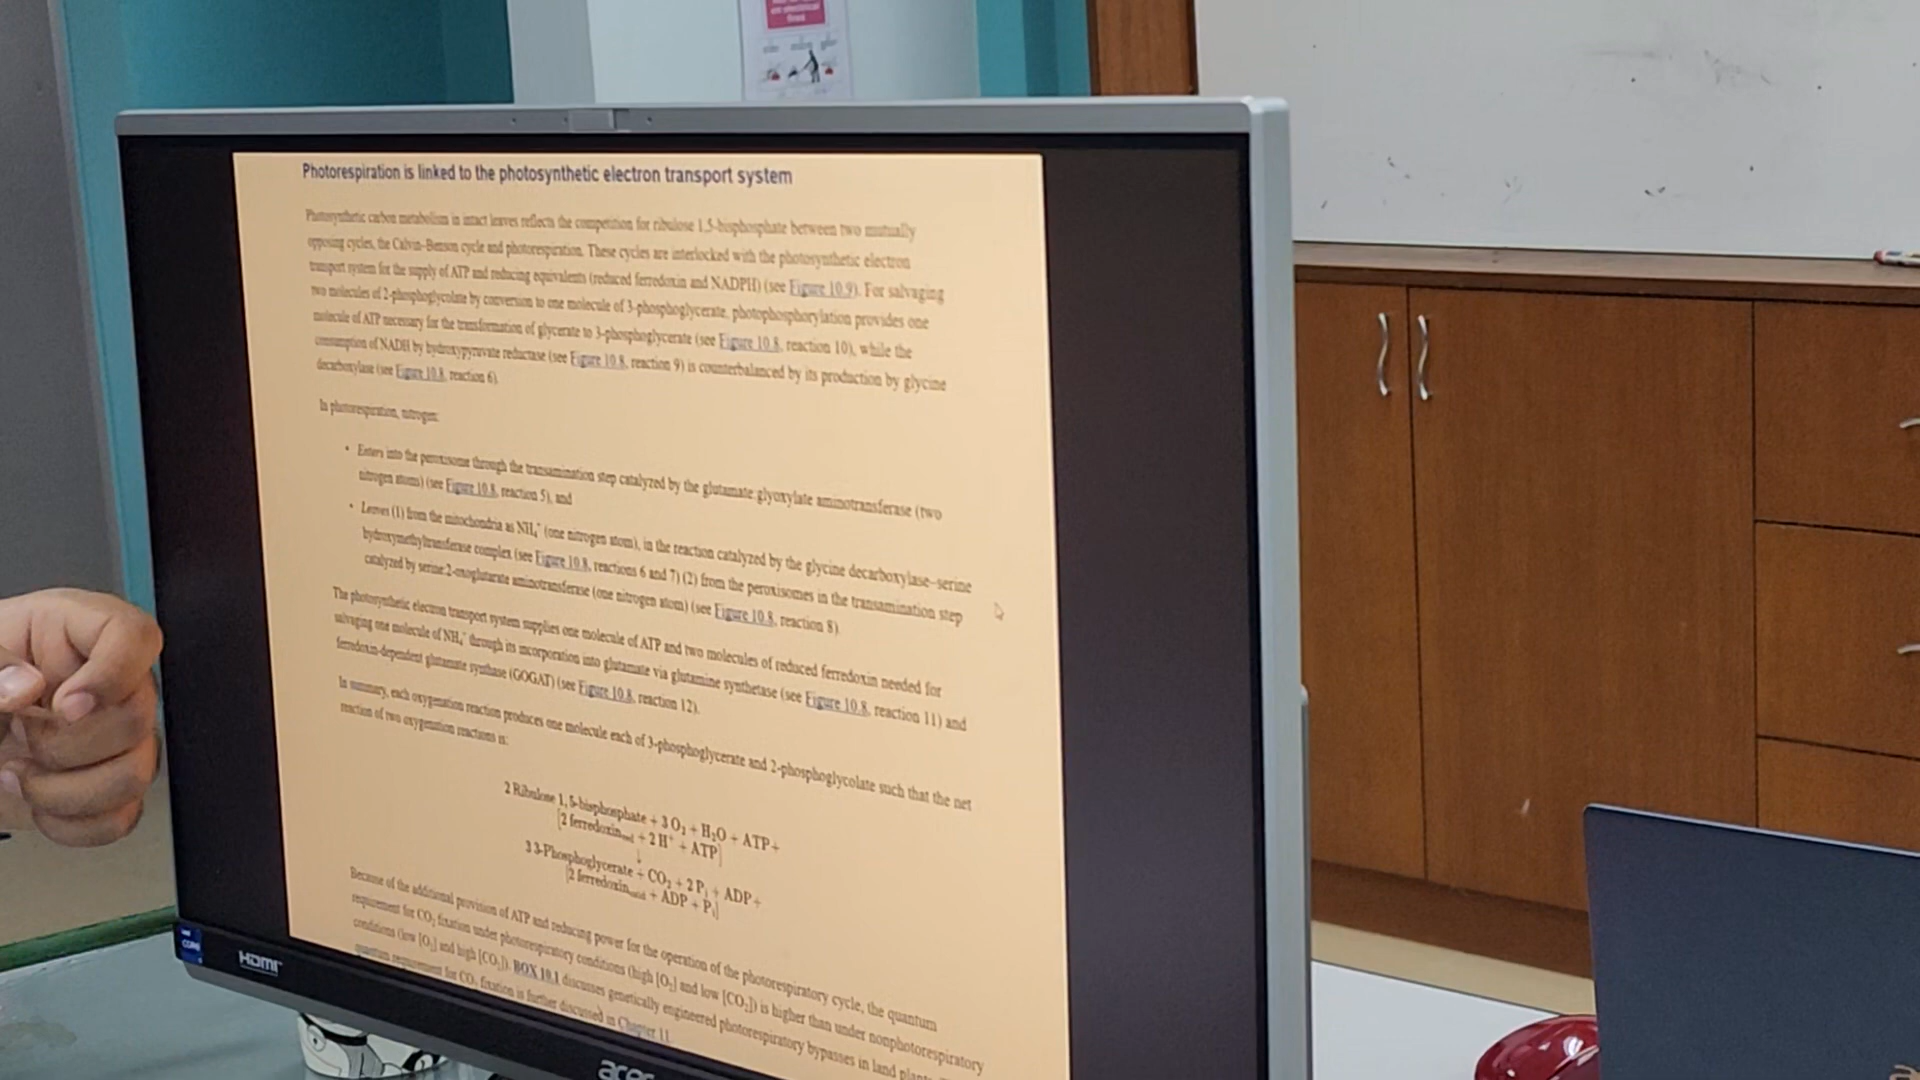 Photorespiration is linked to the photosynthetic electron transport system
Photosynthetic carbon metabolism in intact leaves reflects the competition for ribulose 1,5-bisphosphate between two mutually
opposing cycles, the Calvin–Benson cycle and photorespiration. These cycles are interlocked with the photosynthetic electron
transport system for the supply of ATP and reducing equivalents (reduced ferredoxin and NADPH) (see Figure 10.9). For salvaging
two molecules of 2-phosphoglycolate by conversion to one molecule of 3-phosphoglycerate, photophosphorylation provides one
molecule of ATP necessary for the transformation of glycerate to 3-phosphoglycerate (see Figure 10.8, reaction 10), while the
consumption of NADH by hydroxypyruvate reductase (see Figure 10.8, reaction 9) is counterbalanced by its production by glycine
decarboxylase (see Figure 10.8, reaction 6).
In photorespiration, nitrogen:
• Enters into the peroxisome through the transamination step catalyzed by the glutamate:glyoxylate aminotransferase (two
nitrogen atoms) (see Figure 10.8, reaction 5), and
• Leaves (1) from the mitochondria as NH₄⁺ (one nitrogen atom), in the reaction catalyzed by the glycine decarboxylase–serine
hydroxymethyltransferase complex (see Figure 10.8, reactions 6 and 7) (2) from the peroxisomes in the transamination step
catalyzed by serine:2-oxoglutarate aminotransferase (one nitrogen atom) (see Figure 10.8, reaction 8).
The photosynthetic electron transport system supplies one molecule of ATP and two molecules of reduced ferredoxin needed for
salvaging one molecule of NH₄⁺ through its incorporation into glutamate via glutamine synthetase (see Figure 10.8, reaction 11) and
ferredoxin-dependent glutamate synthase (GOGAT) (see Figure 10.8, reaction 12).
In summary, each oxygenation reaction produces one molecule each of 3-phosphoglycerate and 2-phosphoglycolate such that the net
reaction of two oxygenation reactions is:
2 Ribulose 1,5-bisphosphate + 3 O₂ + H₂O + ATP+
[2 ferredoxin_red + 2 H⁺ + ATP]
↓
3 3-Phosphoglycerate + CO₂ + 2 Pᵢ + ADP+
[2 ferredoxin_oxid + ADP + Pᵢ]
Because of the additional provision of ATP and reducing power for the operation of the photorespiratory cycle, the quantum
requirement for CO₂ fixation under photorespiratory conditions (high [O₂] and low [CO₂]) is higher than under nonphotorespiratory
conditions (low [O₂] and high [CO₂]). BOX 10.1 discusses genetically engineered photorespiratory bypasses in land plants.
quantum requirement for CO₂ fixation is further discussed in Chapter 11.
CORE
HDMI
acer